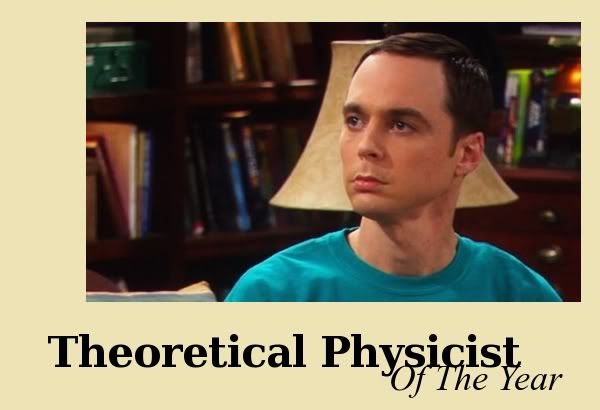 Theoretical Physicist
Of The Year